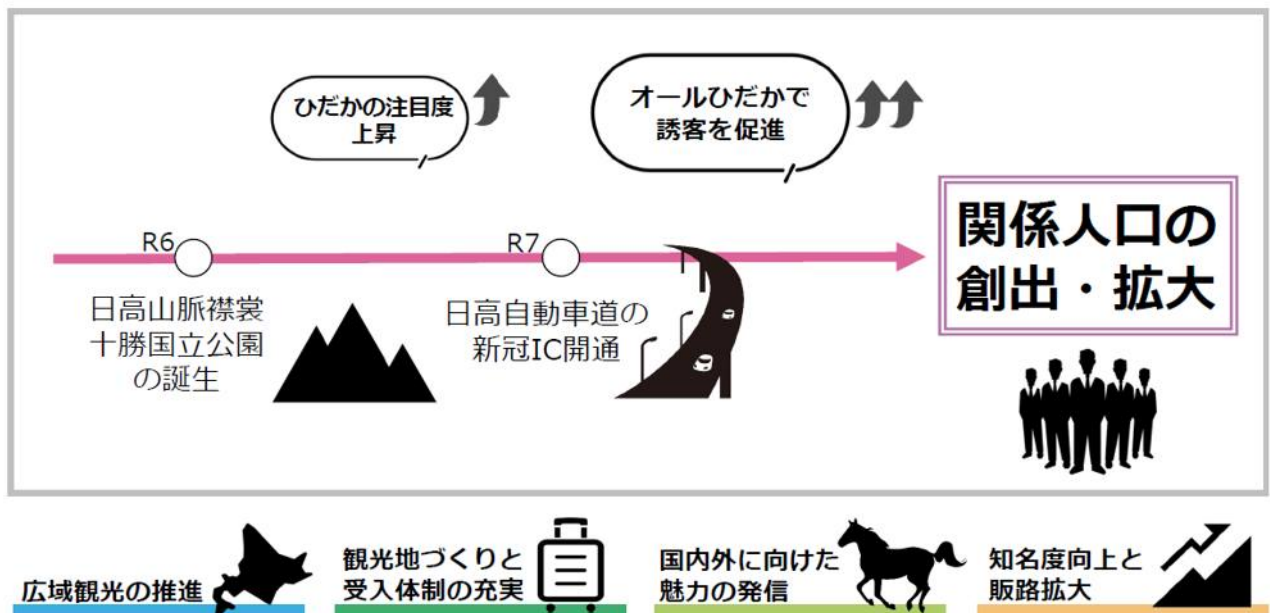 ひだかの注目度
上昇
オールひだかで
誘客を促進
R6
R7
日高山脈襟裳
十勝国立公園
の誕生
日高自動車道の
新冠IC開通
関係人口の
創出・拡大
広域観光の推進
観光地づくりと
受入体制の充実
国内外に向けた
魅力の発信
知名度向上と
販路拡大